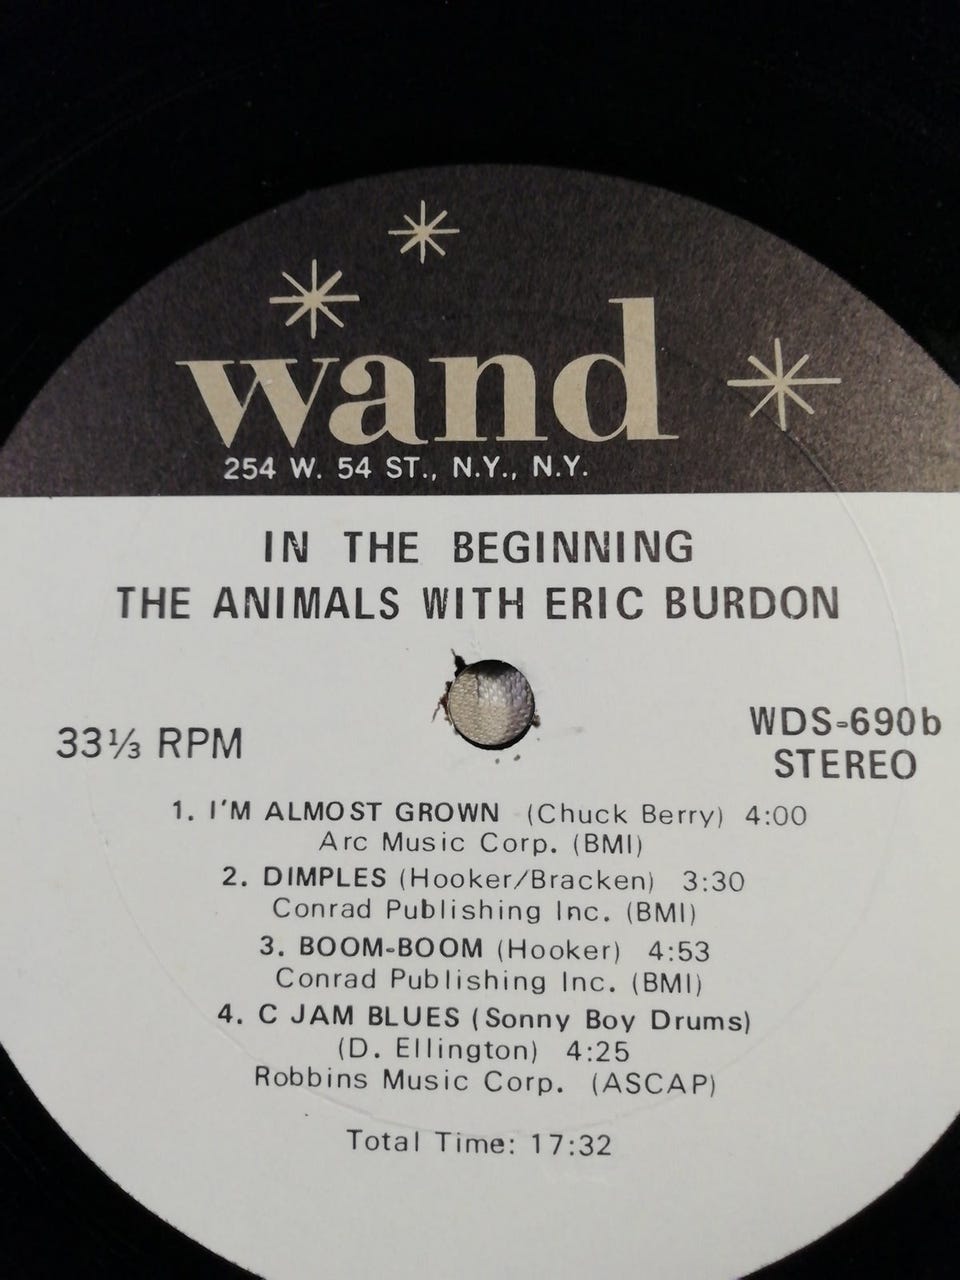 wand
254 W. 54 ST., N.Y., N.Y.
IN THE BEGINNING
THE ANIMALS WITH ERIC BURDON
33⅓ RPM
WDS-690b
STEREO
1. I'M ALMOST GROWN (Chuck Berry) 4:00
Arc Music Corp. (BMI)
2. DIMPLES (Hooker/Bracken) 3:30
Conrad Publishing Inc. (BMI)
3. BOOM-BOOM (Hooker) 4:53
Conrad Publishing Inc. (BMI)
4. C JAM BLUES (Sonny Boy Drums)
(D. Ellington) 4:25
Robbins Music Corp. (ASCAP)
Total Time: 17:32